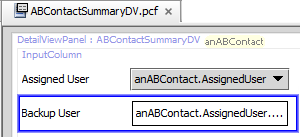 ABContactSummaryDV.pcf
DetailViewPanel : ABContactSummaryDV anABContact
InputColumn
Assigned User anABContact.AssignedUser
Backup User anABContact.AssignedUser....